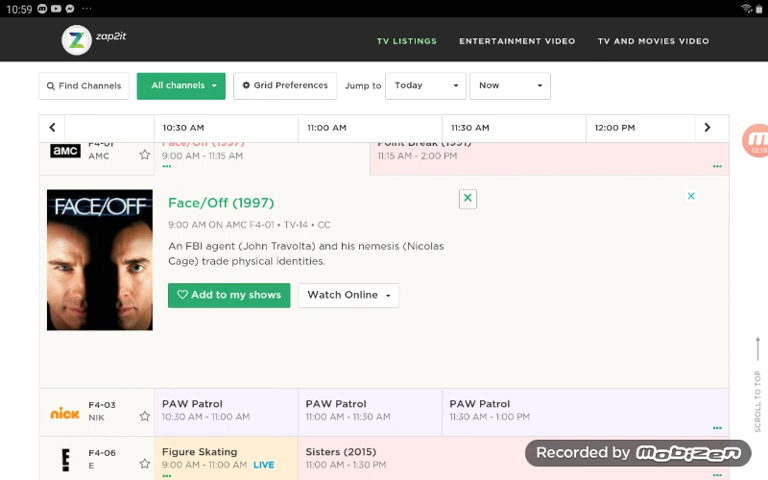 10:59
zap2it
TV LISTINGS ENTERTAINMENT VIDEO TV AND MOVIES VIDEO
Find Channels All channels Grid Preferences Jump to Today Now
10:30 AM 11:00 AM 11:30 AM 12:00 PM
F4-01 Face/Off (1997) Point Break (1991)
amc AMC 9:00 AM - 11:15 AM 11:15 AM - 2:00 PM
FACE/OFF
Face/Off (1997)
9:00 AM ON AMC F4-01 • TV-14 • CC
An FBI agent (John Travolta) and his nemesis (Nicolas
Cage) trade physical identities.
Add to my shows Watch Online
SCROLL TO TOP
nick F4-03 PAW Patrol PAW Patrol PAW Patrol
NIK 10:30 AM - 11:00 AM 11:00 AM - 11:30 AM 11:30 AM - 1:00 PM
E F4-06 Figure Skating Sisters (2015)
E 9:00 AM - 11:00 AM LIVE 11:00 AM - 1:30 PM
Recorded by Mobizen